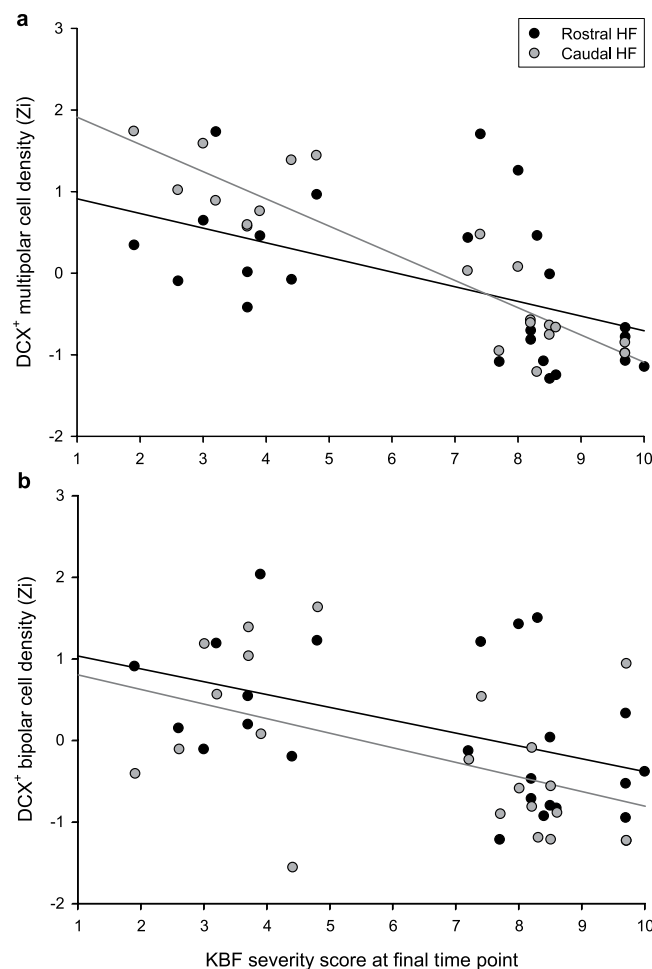 a
Rostral HF
Caudal HF
DCX⁺ multipolar cell density (Zi)
3
2
1
0
-1
-2
1 2 3 4 5 6 7 8 9 10
b
DCX⁺ bipolar cell density (Zi)
3
2
1
0
-1
-2
1 2 3 4 5 6 7 8 9 10
KBF severity score at final time point